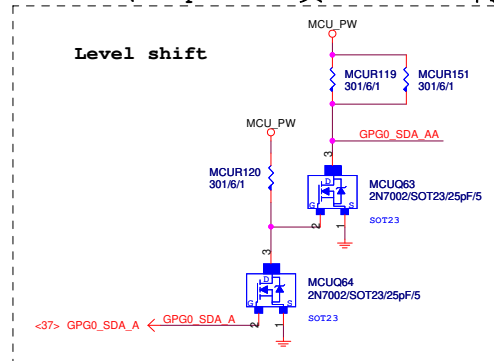 MCU_PW
Level shift
MCUR119
301/6/1
MCUR151
301/6/1
MCU_PW
GPG0_SDA_AA
3
MCUR120
301/6/1
D
G
S
MCUQ63
2N7002/SOT23/25pF/5
2
1
SOT23
3
D
G
S
MCUQ64
2N7002/SOT23/25pF/5
<37> GPG0_SDA_A
GPG0_SDA_A
2
1
SOT23